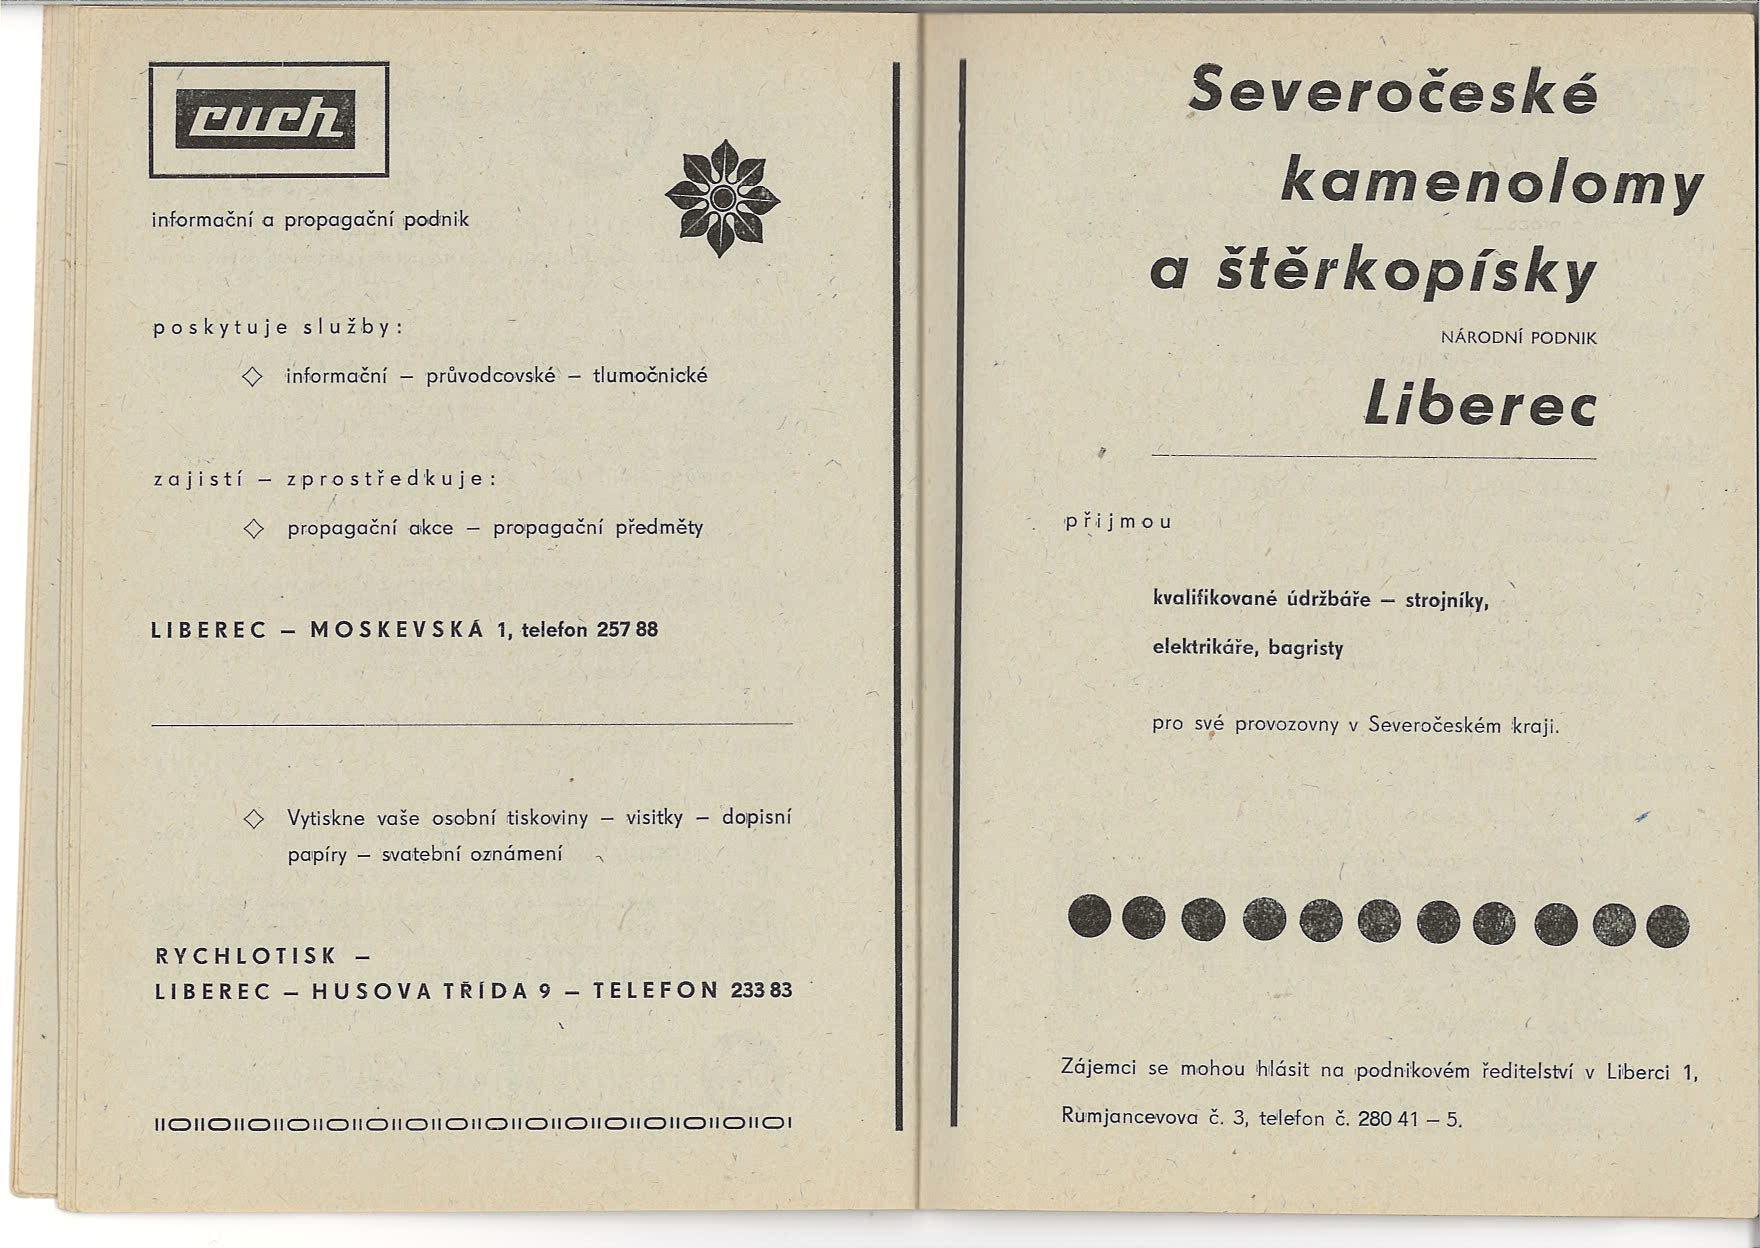 ruch
informační a propagační podnik
poskytuje služby:
◇ informační – průvodcovské – tlumočnické
zajistí – zprostředkuje:
◇ propagační akce – propagační předměty
LIBEREC – MOSKEVSKÁ 1, telefon 257 88
◇ Vytiskne vaše osobní tiskoviny – visitky – dopisní
papíry – svatební oznámení
RYCHLOTISK –
LIBEREC – HUSOVA TŘÍDA 9 – TELEFON 233 83
Severočeské
kamenolomy
a štěrkopísky
NÁRODNÍ PODNIK
Liberec
přijmou
kvalifikované údržbáře – strojníky,
elektrikáře, bagristy
pro své provozovny v Severočeském kraji.
Zájemci se mohou hlásit na podnikovém ředitelství v Liberci 1,
Rumjancevova č. 3, telefon č. 280 41 – 5.